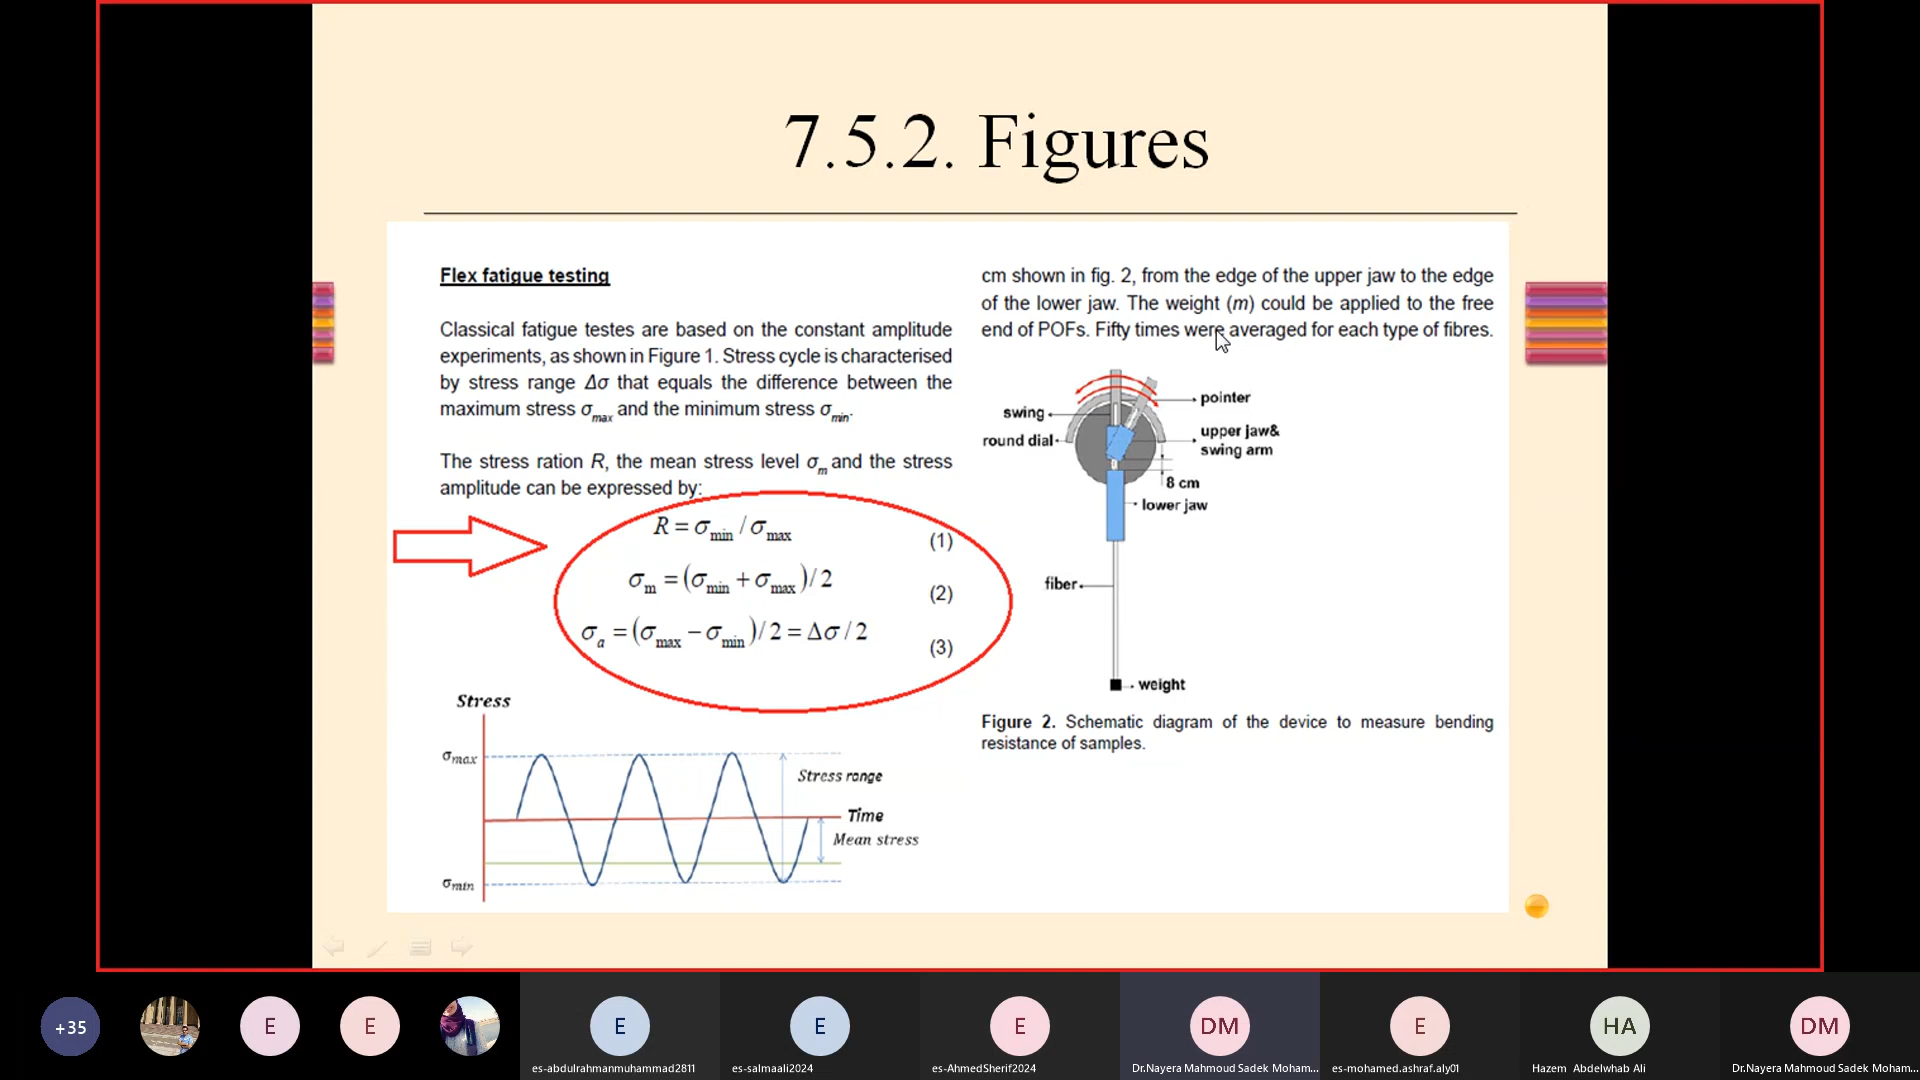 7.5.2. Figures
Flex fatigue testing
Classical fatigue testes are based on the constant amplitude
experiments, as shown in Figure 1. Stress cycle is characterised
by stress range Δσ that equals the difference between the
maximum stress σmax and the minimum stress σmin.
The stress ration R, the mean stress level σm and the stress
amplitude can be expressed by:
R = σmin / σmax (1)
σm = (σmin + σmax)/2 (2)
σa = (σmax − σmin)/2 = Δσ/2 (3)
Stress
σmax
Stress range
Time
Mean stress
σmin
cm shown in fig. 2, from the edge of the upper jaw to the edge
of the lower jaw. The weight (m) could be applied to the free
end of POFs. Fifty times were averaged for each type of fibres.
pointer
swing
round dial
upper jaw&
swing arm
8 cm
lower jaw
fiber
weight
Figure 2. Schematic diagram of the device to measure bending
resistance of samples.
+35
E
E
E
E
E
DM
E
HA
DM
es-abdulrahmanmuhammad2811
es-salmaali2024
es-AhmedSherif2024
Dr.Nayera Mahmoud Sadek Moham...
es-mohamed.ashraf.aly01
Hazem Abdelwhab Ali
Dr.Nayera Mahmoud Sadek Moham...